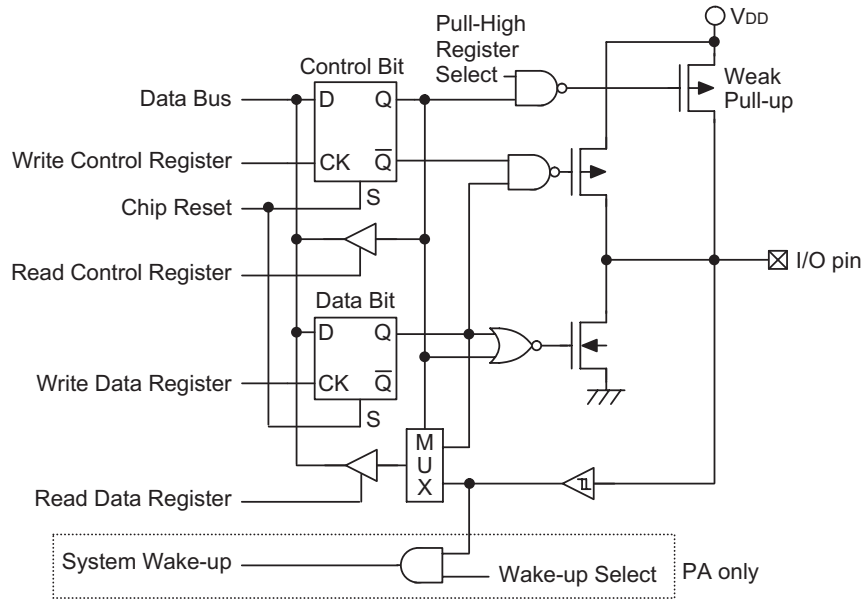 VDD
Pull-High
Register
Select
Control Bit
Weak
Pull-up
Data Bus
D
Q
Write Control Register
CK
Q̅
Chip Reset
S
Read Control Register
I/O pin
Data Bit
D
Q
Write Data Register
CK
Q̅
S
M
U
X
Read Data Register
System Wake-up
Wake-up Select
PA only